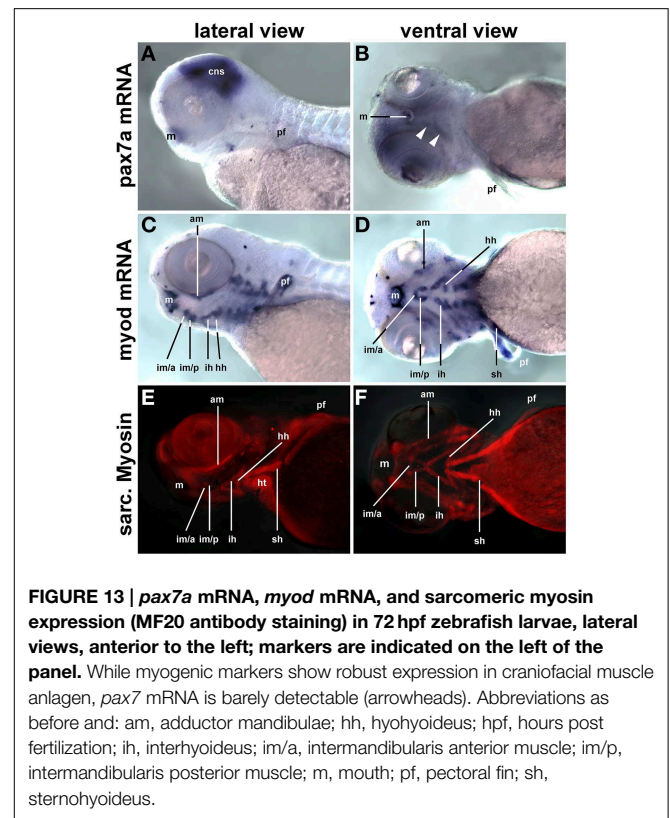 lateral view ventral view
pax7a mRNA
A
cns
m
pf
B
m
pf
myod mRNA
C
am
m
pf
im/a im/p ih hh
D
am
hh
m
im/a
im/p ih sh
pf
sarc. Myosin
E
am
pf
hh
m
ht
im/a im/p ih sh
F
pf
am
hh
m
im/a
im/p ih sh
FIGURE 13 | pax7a mRNA, myod mRNA, and sarcomeric myosin
expression (MF20 antibody staining) in 72 hpf zebrafish larvae, lateral
views, anterior to the left; markers are indicated on the left of the
panel. While myogenic markers show robust expression in craniofacial muscle
anlagen, pax7 mRNA is barely detectable (arrowheads). Abbreviations as
before and: am, adductor mandibulae; hh, hyohyoideus; hpf, hours post
fertilization; ih, interhyoideus; im/a, intermandibularis anterior muscle; im/p,
intermandibularis posterior muscle; m, mouth; pf, pectoral fin; sh,
sternohyoideus.